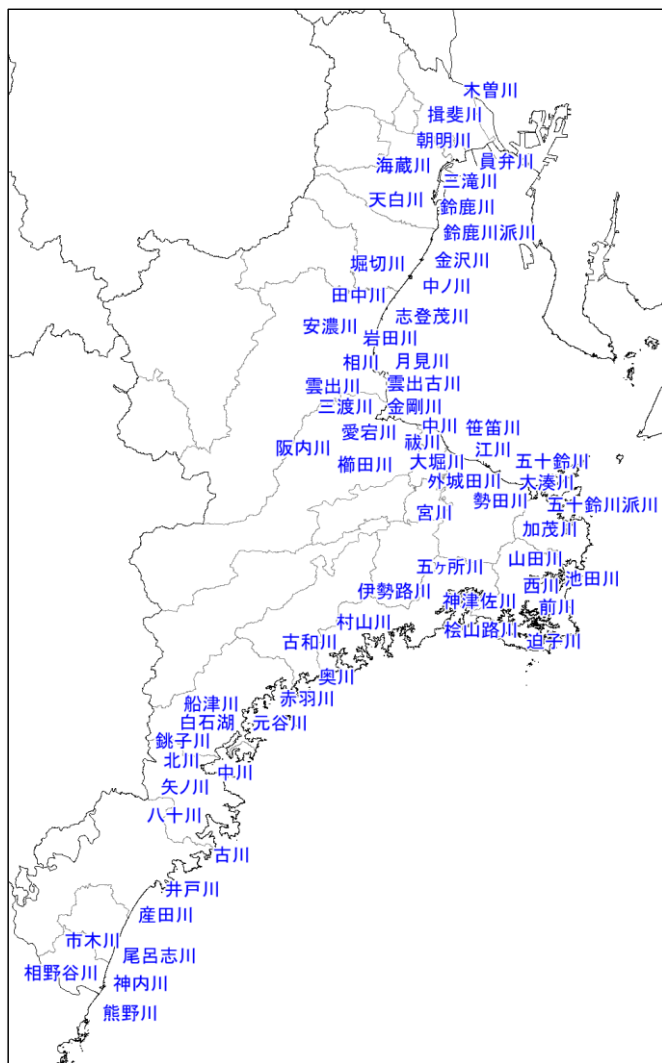 木曽川
揖斐川
朝明川
員弁川
海蔵川
三滝川
天白川
鈴鹿川
鈴鹿川派川
金沢川
堀切川
中ノ川
田中川
志登茂川
安濃川
岩田川
相川
月見川
雲出川
雲出古川
三渡川
金剛川
中川
笹笛川
愛宕川
祓川
阪内川
江川
櫛田川
大堀川
五十鈴川
外城田川
大湊川
勢田川
五十鈴川派川
宮川
加茂川
山田川
五ヶ所川
池田川
西川
伊勢路川
神津佐川
前川
村山川
桧山路川
古和川
迫子川
奥川
赤羽川
船津川
白石湖
元谷川
銚子川
北川
中川
矢ノ川
八十川
古川
井戸川
産田川
市木川
尾呂志川
相野谷川
神内川
熊野川